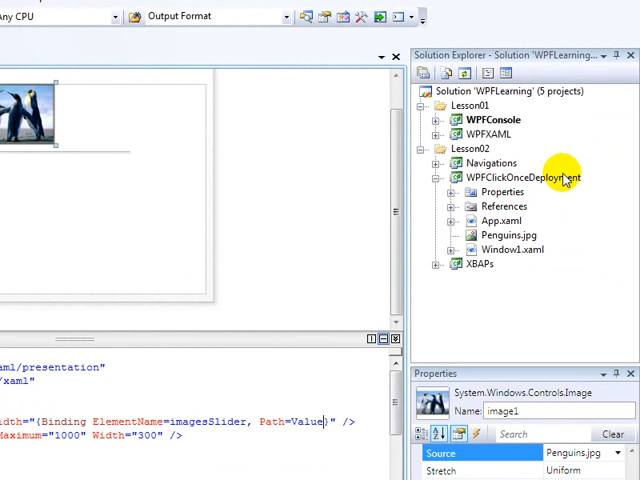 Any CPU
Output Format
Solution Explorer - Solution 'WPFLearning...
Solution 'WPFLearning' (5 projects)
Lesson01
WPFConsole
WPFXAML
Lesson02
Navigations
WPFClickOnceDeployment
Properties
References
App.xaml
Penguins.jpg
Window1.xaml
XBAPs
aml/presentation"
/xaml"
idth="{Binding ElementName=imagesSlider, Path=Value}" />
Maximum="1000" Width="300" />
Properties
System.Windows.Controls.Image
Name: image1
Search
Clear
Source Penguins.jpg
Stretch Uniform